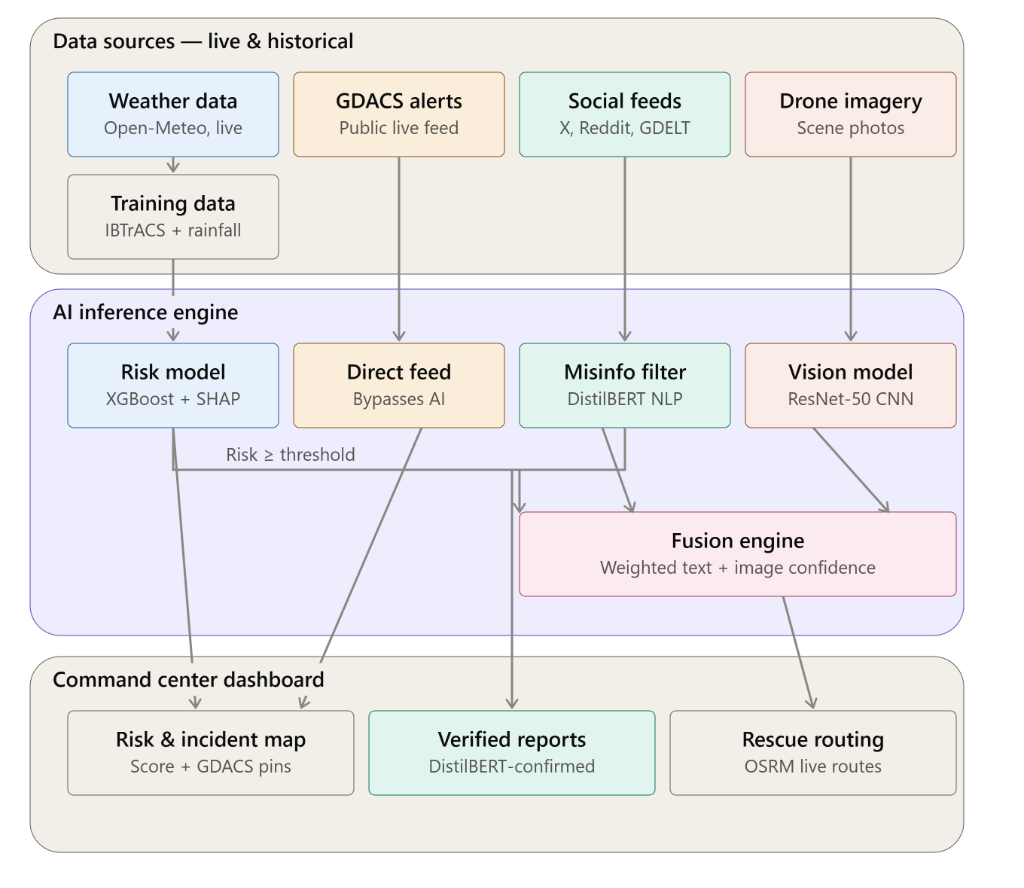 Data sources — live & historical
Weather data
Open-Meteo, live
GDACS alerts
Public live feed
Social feeds
X, Reddit, GDELT
Drone imagery
Scene photos
Training data
IBTrACS + rainfall
AI inference engine
Risk model
XGBoost + SHAP
Direct feed
Bypasses AI
Misinfo filter
DistilBERT NLP
Vision model
ResNet-50 CNN
Risk ≥ threshold
Fusion engine
Weighted text + image confidence
Command center dashboard
Risk & incident map
Score + GDACS pins
Verified reports
DistilBERT-confirmed
Rescue routing
OSRM live routes